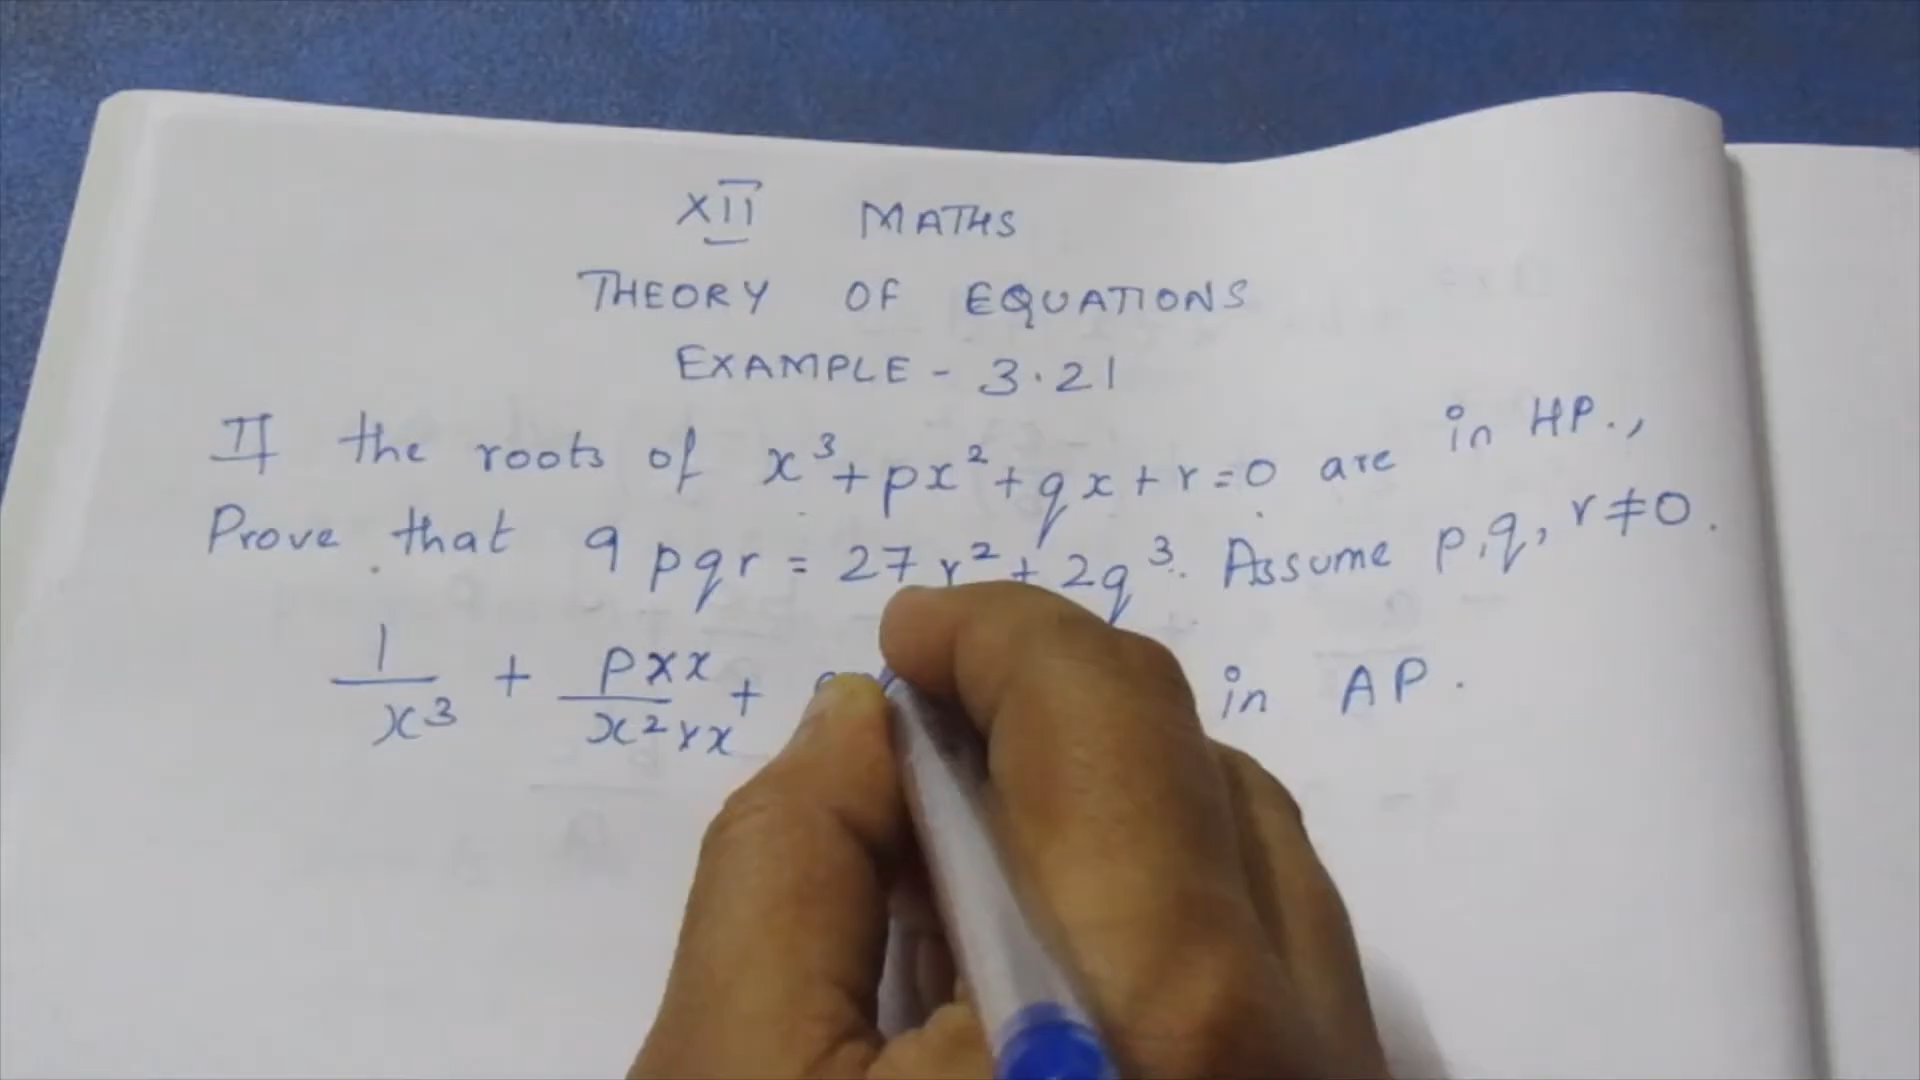 XII MATHS
THEORY OF EQUATIONS
EXAMPLE - 3.21
If the roots of x³+px²+qx+r=0 are in HP.,
Prove that 9pqr = 27r² + 2q³. Assume p,q, r≠0.
1/x³ + p×x/x²×x + in AP.